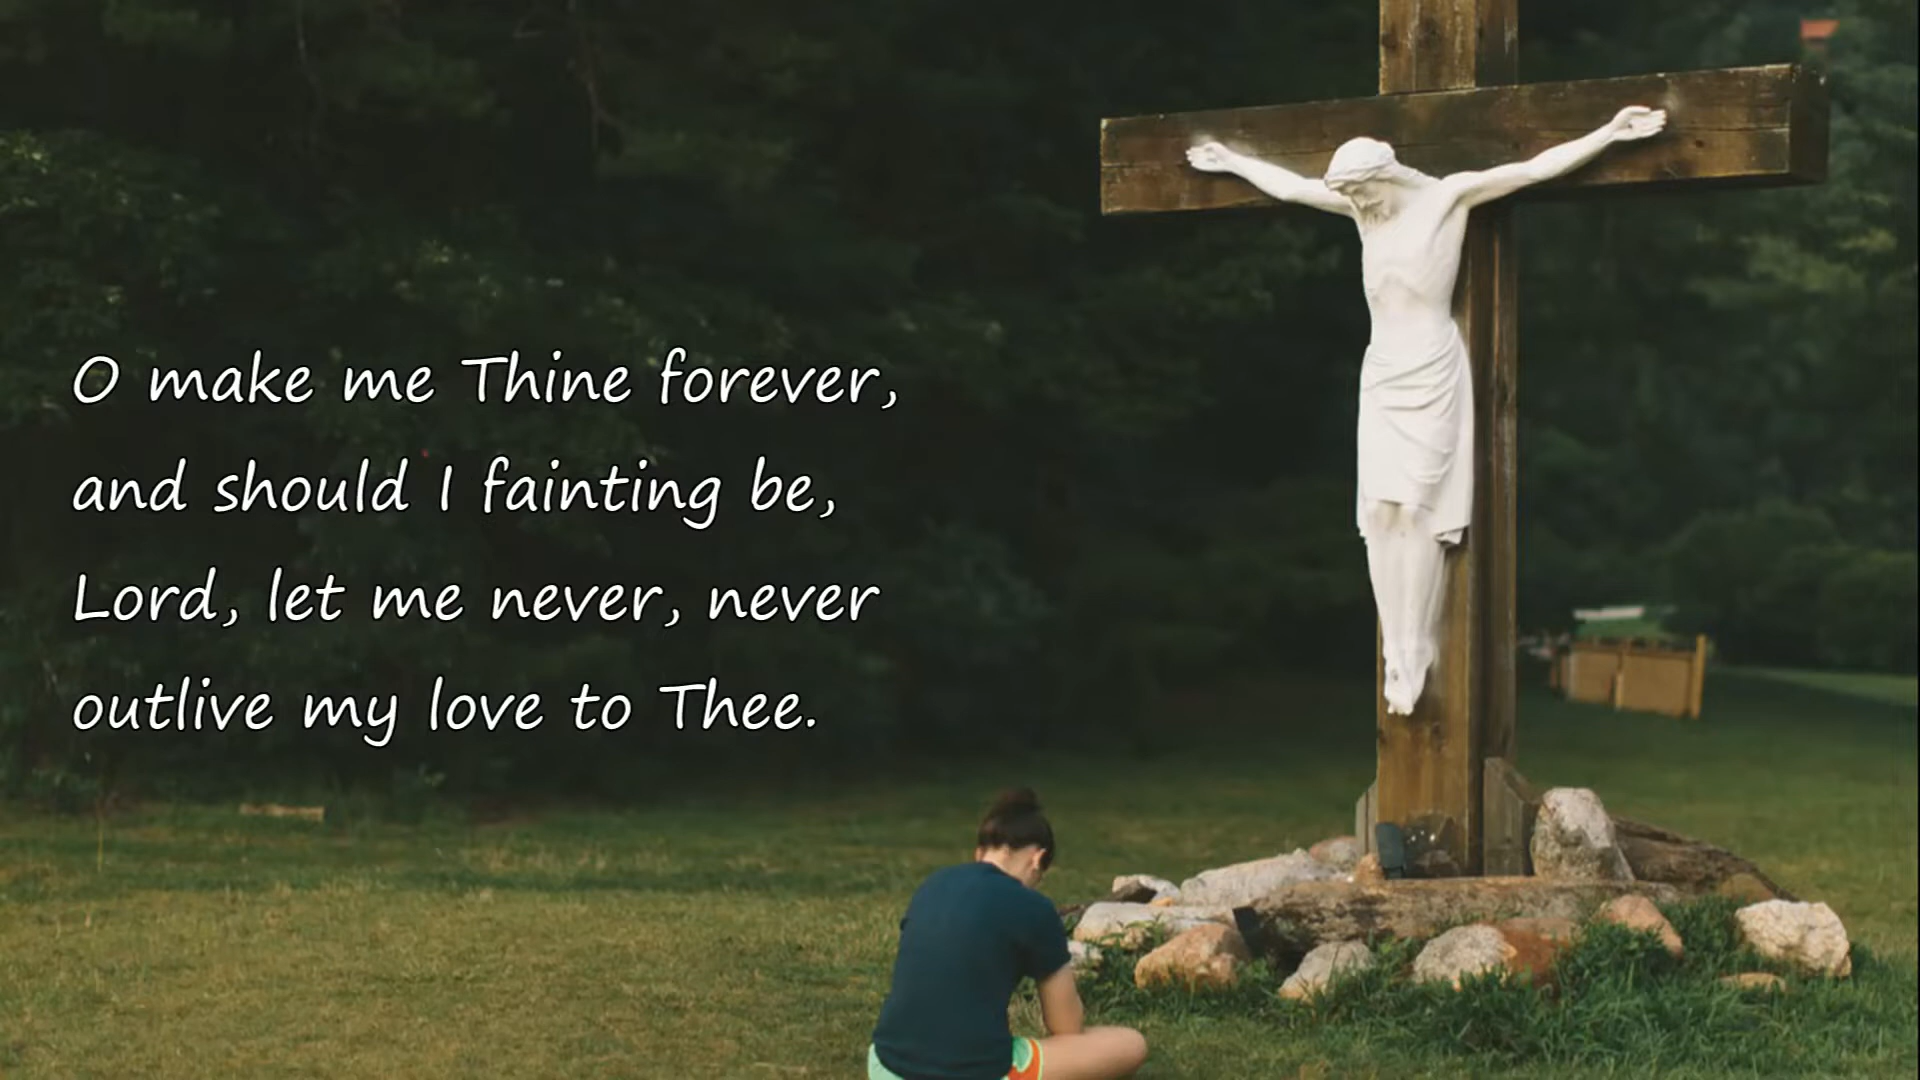 O make me Thine forever,
and should I fainting be,
Lord, let me never, never
outlive my love to Thee.